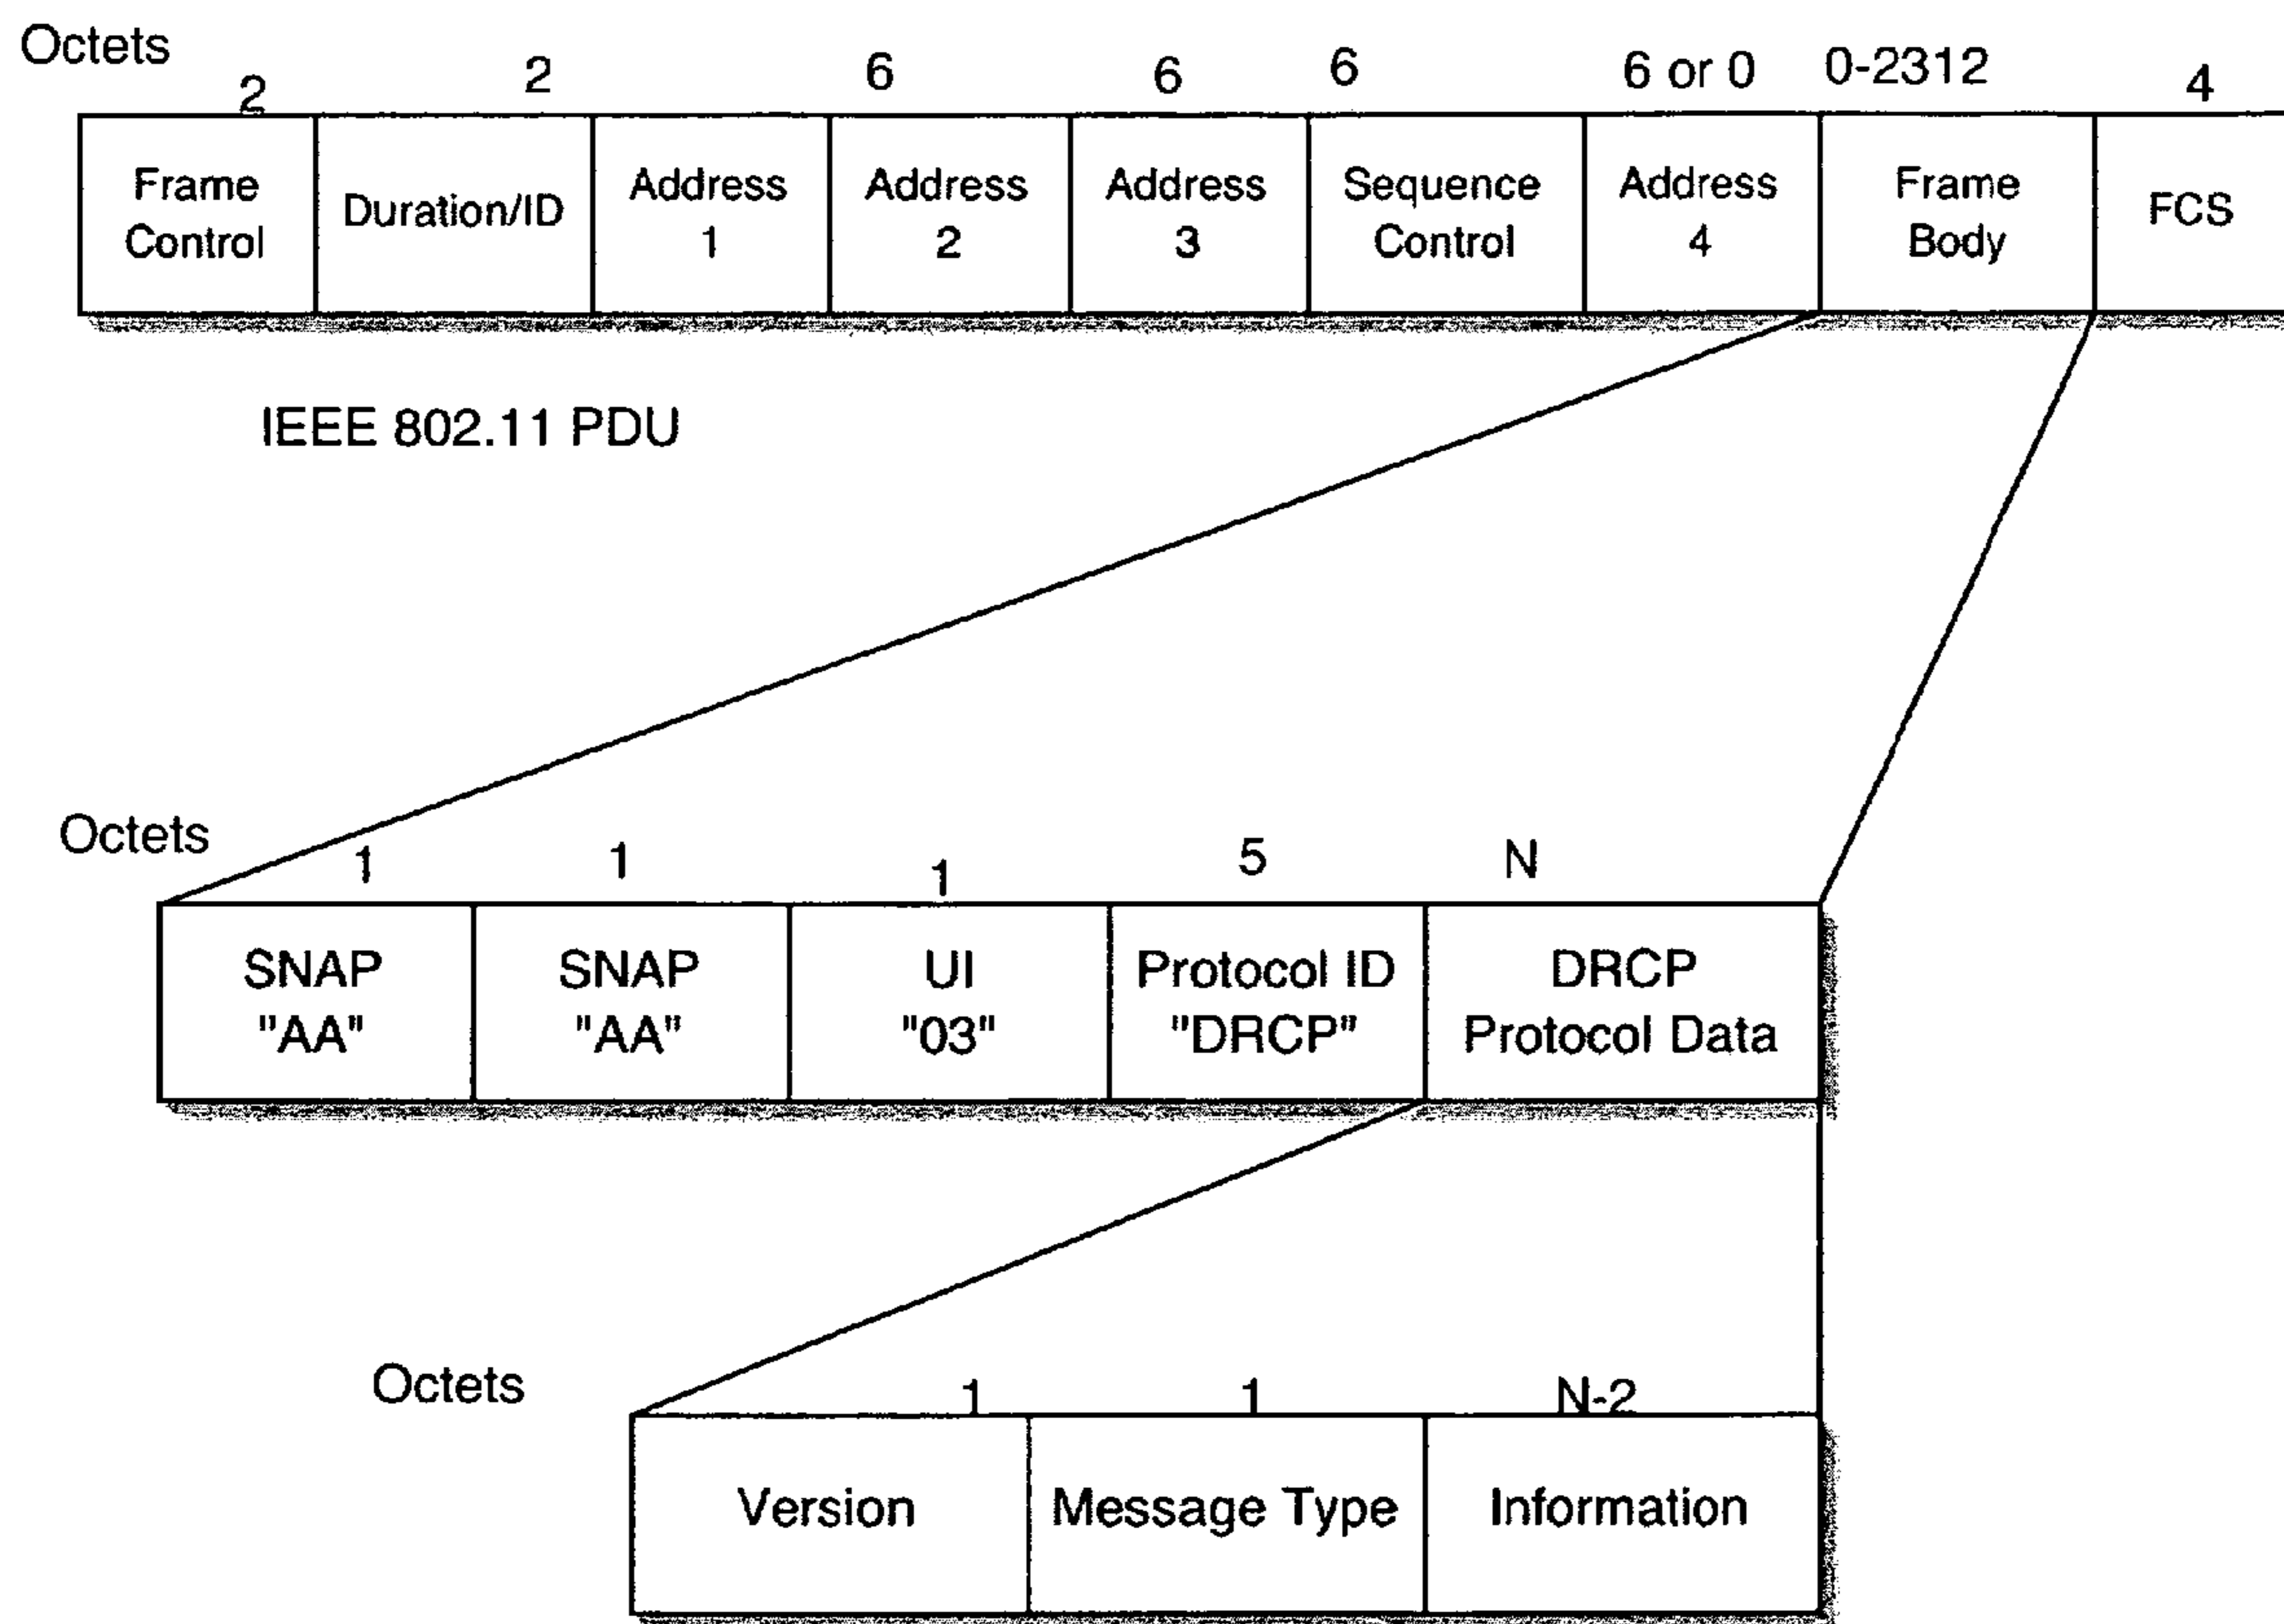 Octets
2 2 6 6 6 6 or 0 0-2312 4
Frame Control
Duration/ID
Address 1
Address 2
Address 3
Sequence Control
Address 4
Frame Body
FCS
IEEE 802.11 PDU
Octets
1 1 1 5 N
SNAP "AA"
SNAP "AA"
UI "03"
Protocol ID "DRCP"
DRCP Protocol Data
Octets
1 1 N-2
Version
Message Type
Information